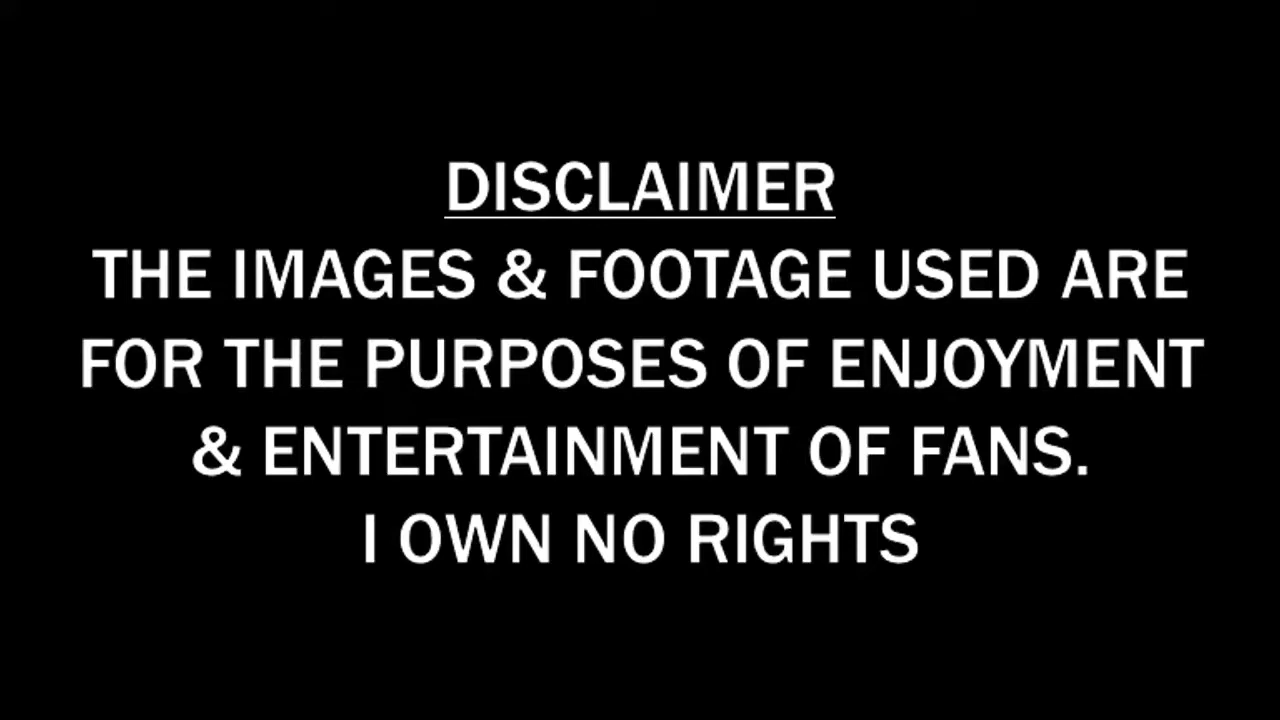 DISCLAIMER
THE IMAGES & FOOTAGE USED ARE
FOR THE PURPOSES OF ENJOYMENT
& ENTERTAINMENT OF FANS.
I OWN NO RIGHTS